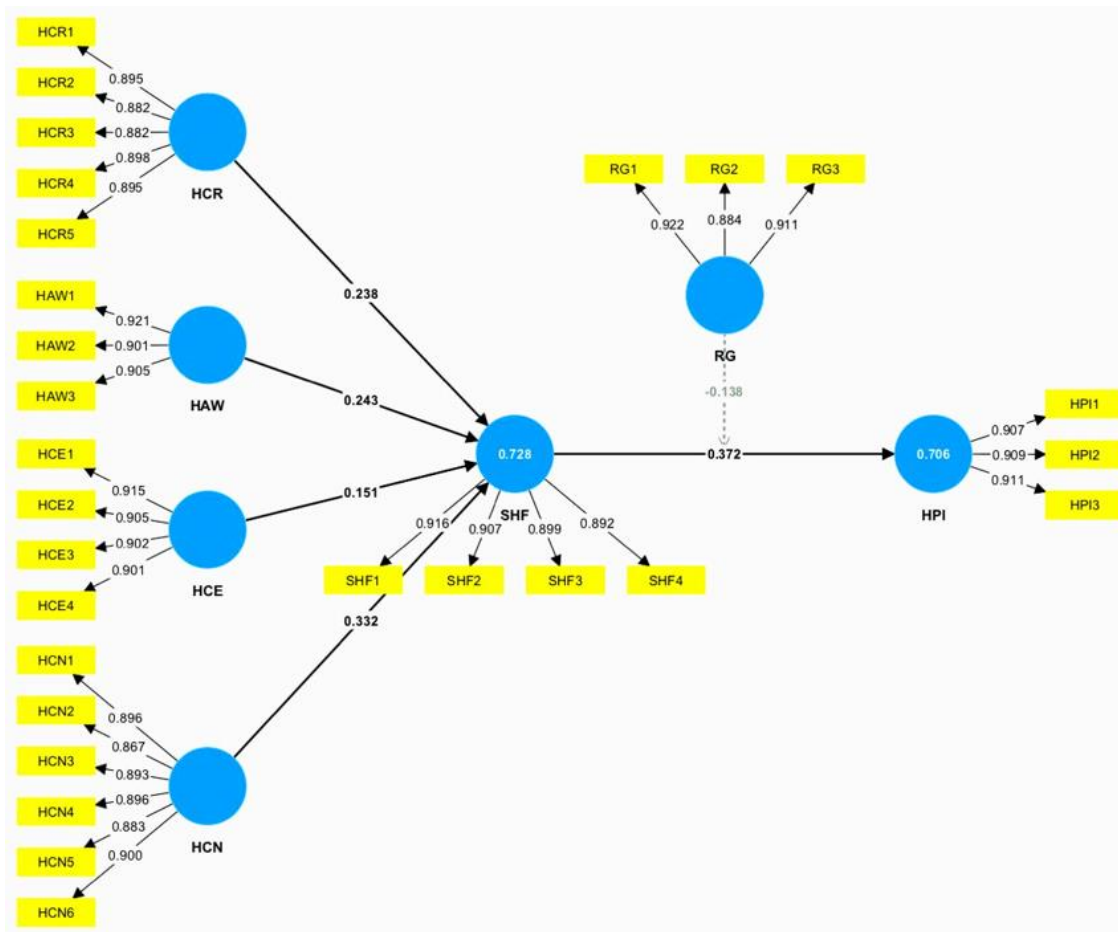 HCR1
0.895
HCR2
0.882
HCR3
0.882
HCR4
0.898
HCR5
0.895
HCR
0.238
HAW1
0.921
HAW2
0.901
HAW3
0.905
HAW
0.243
HCE1
0.915
HCE2
0.905
HCE3
0.902
HCE4
0.901
HCE
0.151
HCN1
0.896
HCN2
0.867
HCN3
0.893
HCN4
0.896
HCN5
0.883
HCN6
0.900
HCN
0.332
RG1 RG2 RG3
0.922 0.884 0.911
RG
-0.138
0.728
SHF
0.372
0.916 0.907 0.899 0.892
SHF1 SHF2 SHF3 SHF4
0.706
HPI
HPI1
0.907
HPI2
0.909
HPI3
0.911